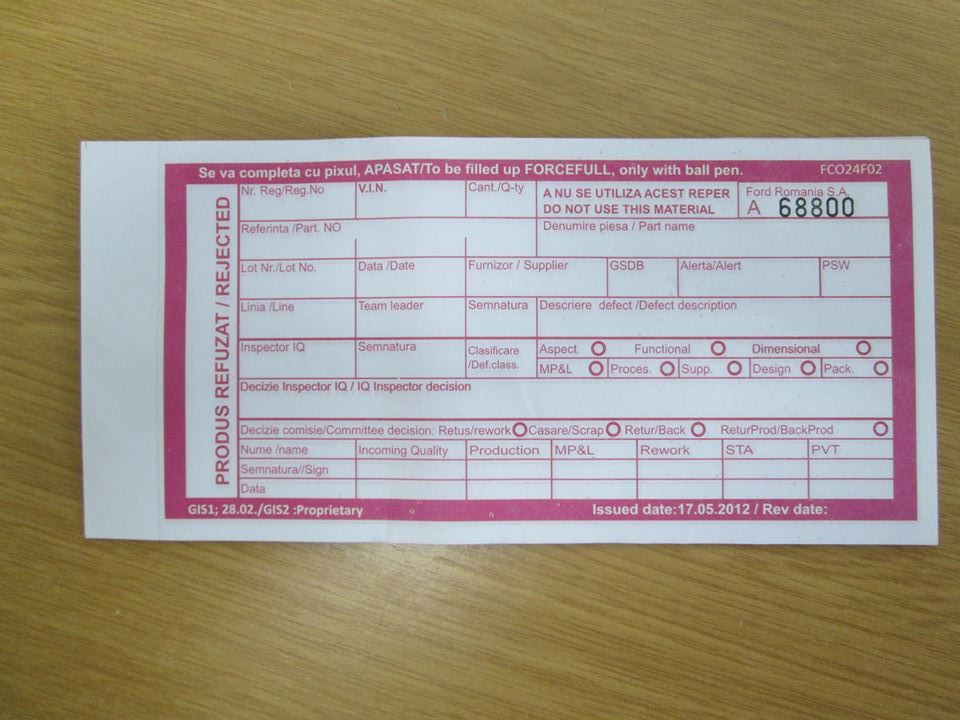 Se va completa cu pixul, APASAT/To be filled up FORCEFULL, only with ball pen. FCO24F02
PRODUS REFUZAT / REJECTED
Nr. Reg/Reg.No V.I.N. Cant./Q-ty A NU SE UTILIZA ACEST REPER Ford Romania S.A.
DO NOT USE THIS MATERIAL A 68800
Referinta /Part. NO Denumire piesa / Part name
Lot Nr./Lot No. Data /Date Furnizor / Supplier GSDB Alerta/Alert PSW
Linia /Line Team leader Semnatura Descriere defect /Defect description
Inspector IQ Semnatura Clasificare Aspect Functional Dimensional
/Def.class. MP&L Proces. Supp. Design Pack.
Decizie Inspector IQ / IQ Inspector decision
Decizie comisie/Committee decision: Retus/rework Casare/Scrap Retur/Back ReturProd/BackProd
Nume /name Incoming Quality Production MP&L Rework STA PVT
Semnatura//Sign
Data
GIS1; 28.02./GIS2 :Proprietary Issued date:17.05.2012 / Rev date: